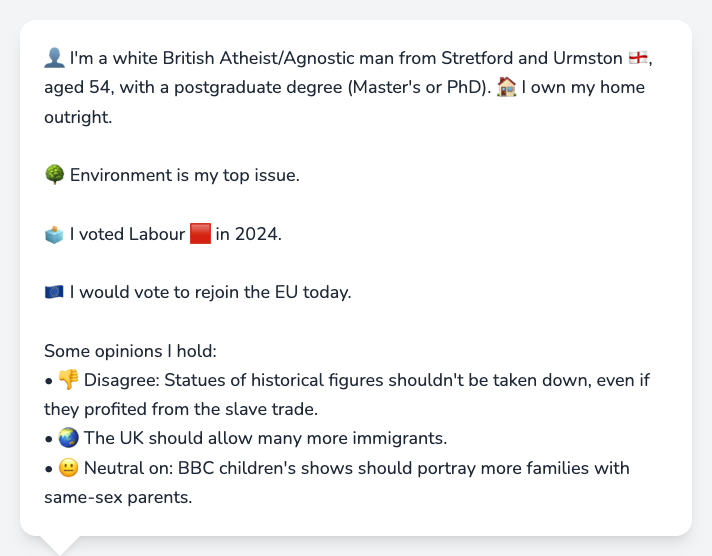 👤 I'm a white British Atheist/Agnostic man from Stretford and Urmston 🏴󠁧󠁢󠁥󠁮󠁧󠁿,
aged 54, with a postgraduate degree (Master's or PhD). 🏠 I own my home
outright.
🌳 Environment is my top issue.
🗳️ I voted Labour 🟥 in 2024.
🇪🇺 I would vote to rejoin the EU today.
Some opinions I hold:
• 👎 Disagree: Statues of historical figures shouldn't be taken down, even if
they profited from the slave trade.
• 🌏 The UK should allow many more immigrants.
• 😐 Neutral on: BBC children's shows should portray more families with
same-sex parents.